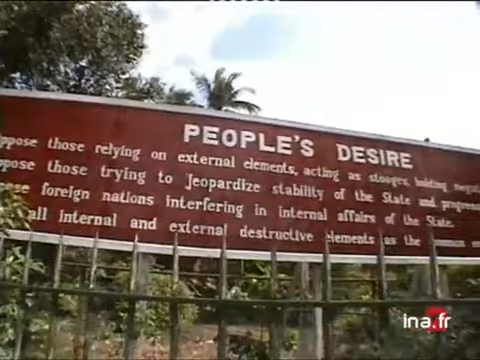 PEOPLE'S DESIRE
those relying on external elements, acting as stooges, holding
those trying to Jeopardize stability of the State and
foreign nations interfering in internal affairs of the State.
all internal and external destructive elements as the
ina.fr